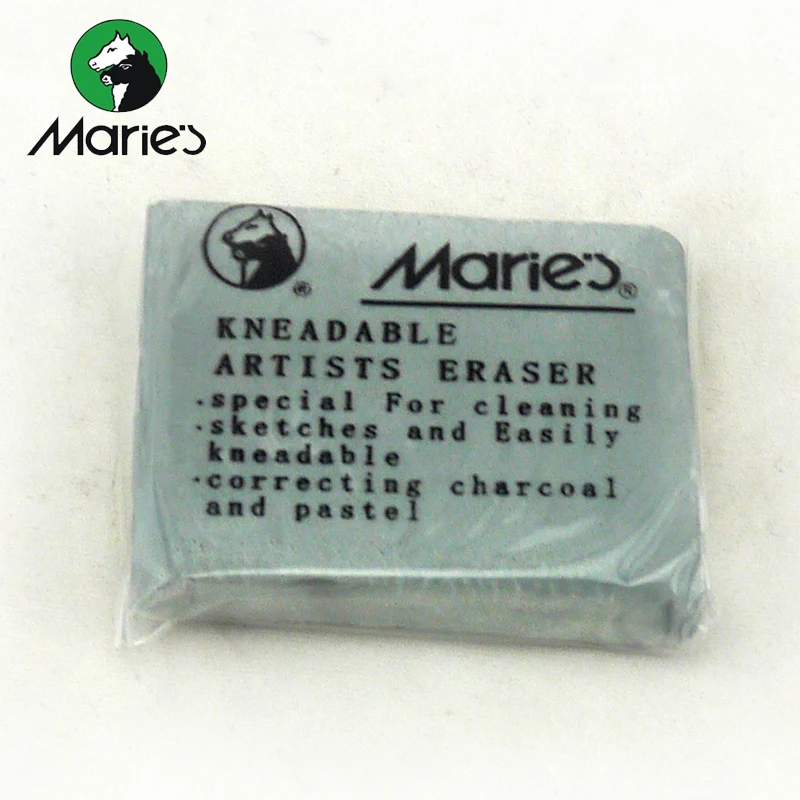 Marie's
Marie's®
KNEADABLE
ARTISTS ERASER
·special For cleaning
·sketches and Easily
kneadable
·correcting charcoal
and pastel
®